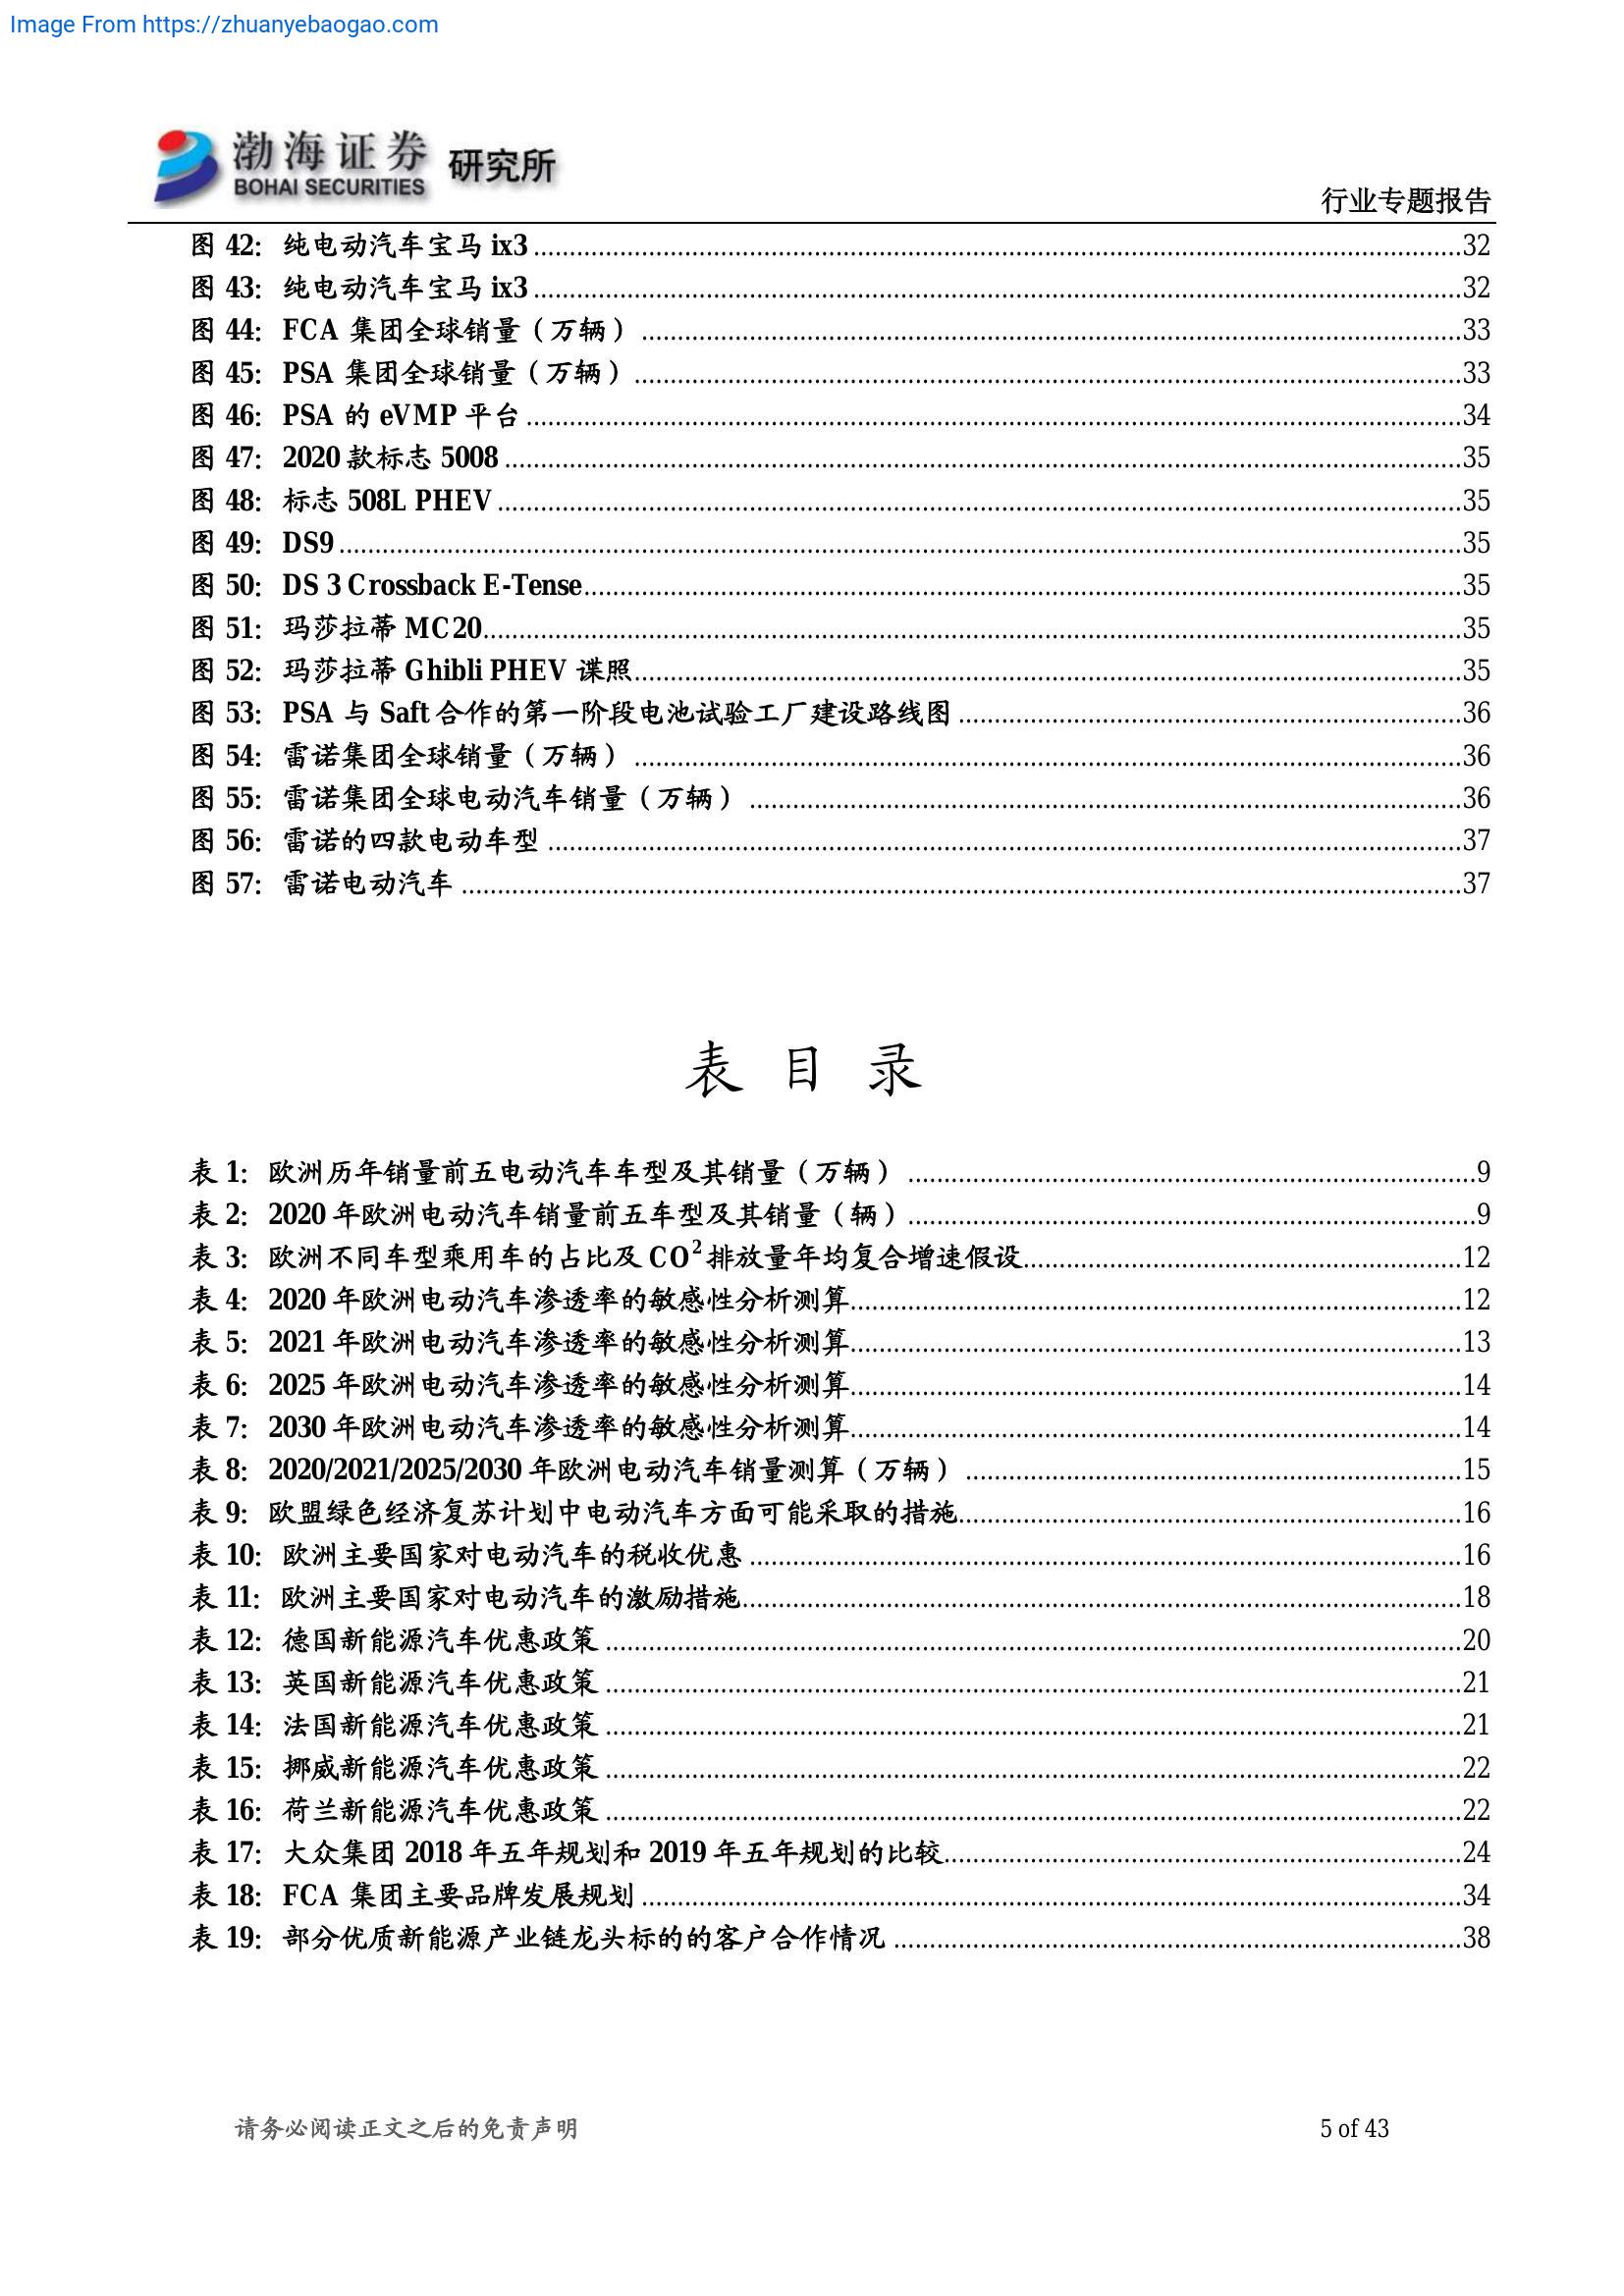 Image From https://zhuanyebaogao.com
渤海证券 研究所
BOHAI SECURITIES
行业专题报告
图 42: 纯电动汽车宝马 ix3 32
图 43: 纯电动汽车宝马 ix3 32
图 44: FCA 集团全球销量（万辆） 33
图 45: PSA 集团全球销量（万辆） 33
图 46: PSA 的 eVMP 平台 34
图 47: 2020 款标志 5008 35
图 48: 标志 508L PHEV 35
图 49: DS9 35
图 50: DS 3 Crossback E-Tense 35
图 51: 玛莎拉蒂 MC20 35
图 52: 玛莎拉蒂 Ghibli PHEV 谍照 35
图 53: PSA 与 Saft 合作的第一阶段电池试验工厂建设路线图 36
图 54: 雷诺集团全球销量（万辆） 36
图 55: 雷诺集团全球电动汽车销量（万辆） 36
图 56: 雷诺的四款电动车型 37
图 57: 雷诺电动汽车 37
表 目 录
表 1: 欧洲历年销量前五电动汽车车型及其销量（万辆） 9
表 2: 2020 年欧洲电动汽车销量前五车型及其销量（辆） 9
表 3: 欧洲不同车型乘用车的占比及 CO² 排放量年均复合增速假设 12
表 4: 2020 年欧洲电动汽车渗透率的敏感性分析测算 12
表 5: 2021 年欧洲电动汽车渗透率的敏感性分析测算 13
表 6: 2025 年欧洲电动汽车渗透率的敏感性分析测算 14
表 7: 2030 年欧洲电动汽车渗透率的敏感性分析测算 14
表 8: 2020/2021/2025/2030 年欧洲电动汽车销量测算（万辆） 15
表 9: 欧盟绿色经济复苏计划中电动汽车方面可能采取的措施 16
表 10: 欧洲主要国家对电动汽车的税收优惠 16
表 11: 欧洲主要国家对电动汽车的激励措施 18
表 12: 德国新能源汽车优惠政策 20
表 13: 英国新能源汽车优惠政策 21
表 14: 法国新能源汽车优惠政策 21
表 15: 挪威新能源汽车优惠政策 22
表 16: 荷兰新能源汽车优惠政策 22
表 17: 大众集团 2018 年五年规划和 2019 年五年规划的比较 24
表 18: FCA 集团主要品牌发展规划 34
表 19: 部分优质新能源产业链龙头标的的客户合作情况 38
请务必阅读正文之后的免责声明 5 of 43